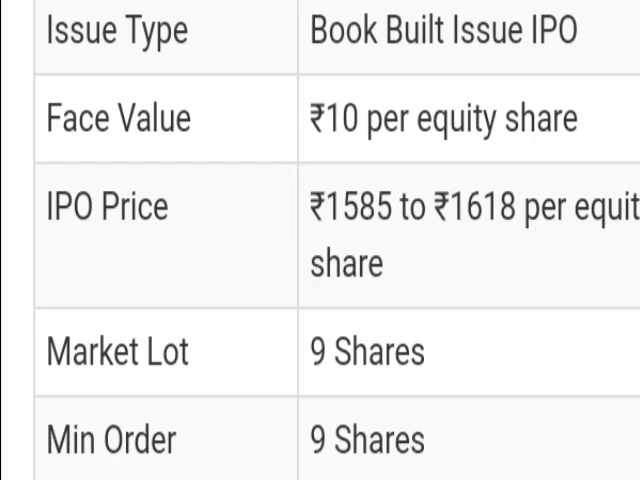 Issue Type Book Built Issue IPO
Face Value ₹10 per equity share
IPO Price ₹1585 to ₹1618 per equit
share
Market Lot 9 Shares
Min Order 9 Shares